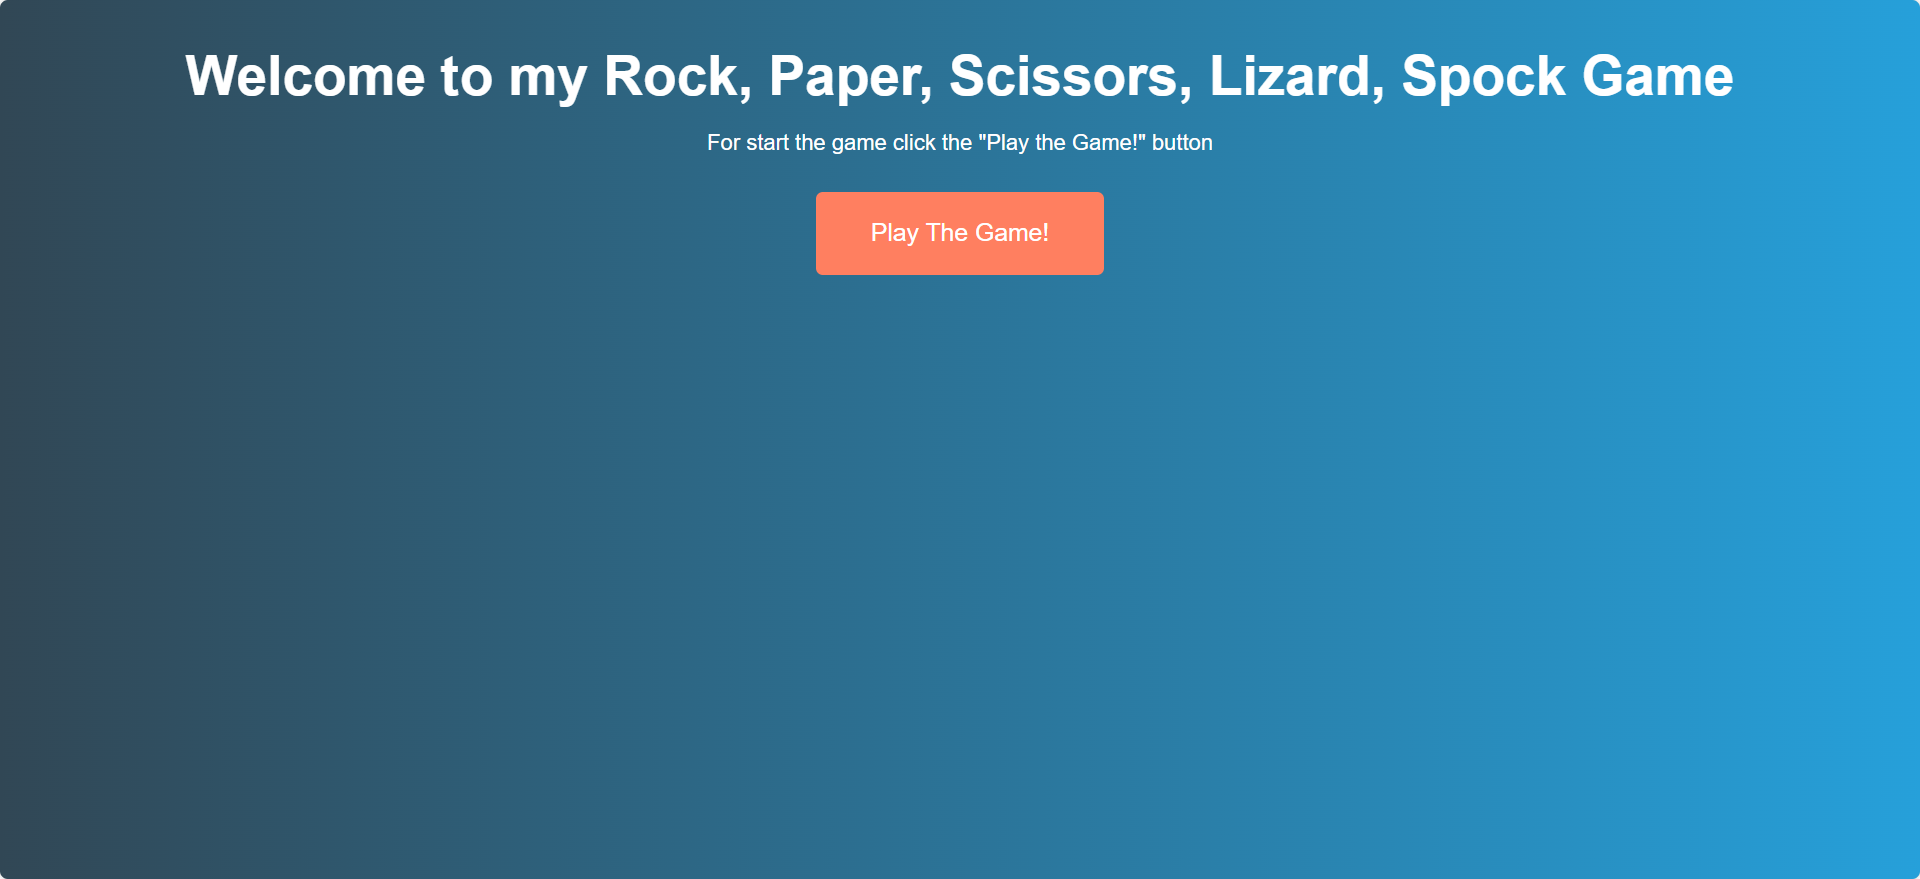 Welcome to my Rock, Paper, Scissors, Lizard, Spock Game
For start the game click the "Play the Game!" button
Play The Game!